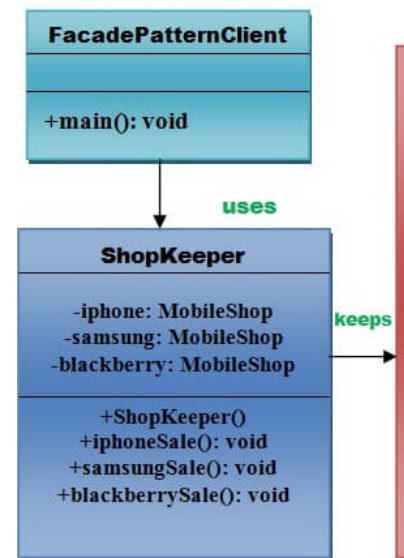 FacadePatternClient
+main(): void
uses
ShopKeeper
-iphone: MobileShop
-samsung: MobileShop
-blackberry: MobileShop
keeps
+ShopKeeper()
+iphoneSale(): void
+samsungSale(): void
+blackberrySale(): void